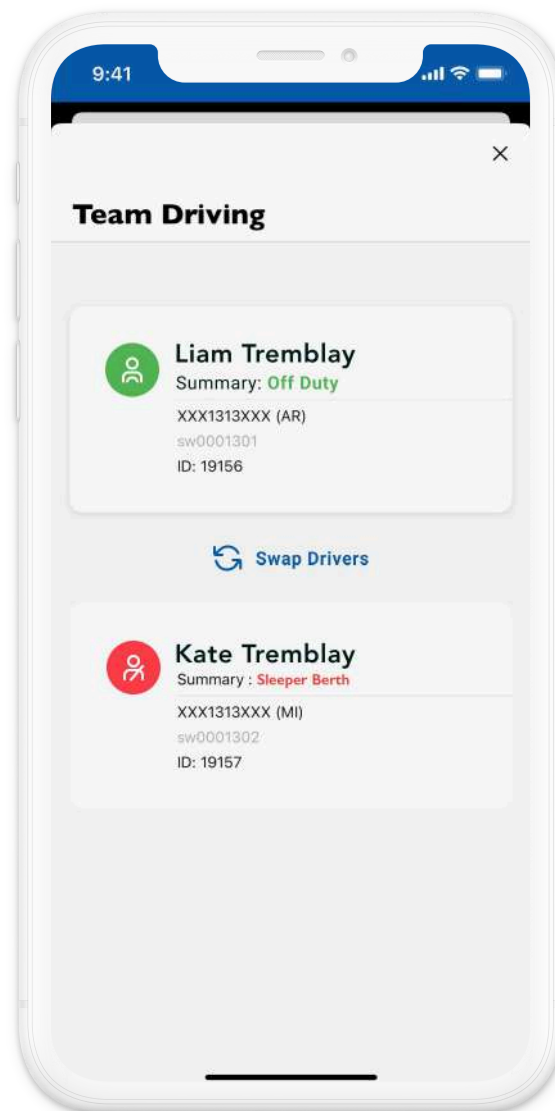 9:41
Team Driving
Liam Tremblay
Summary: Off Duty
XXX1313XXX (AR)
sw0001301
ID: 19156
Swap Drivers
Kate Tremblay
Summary : Sleeper Berth
XXX1313XXX (MI)
sw0001302
ID: 19157